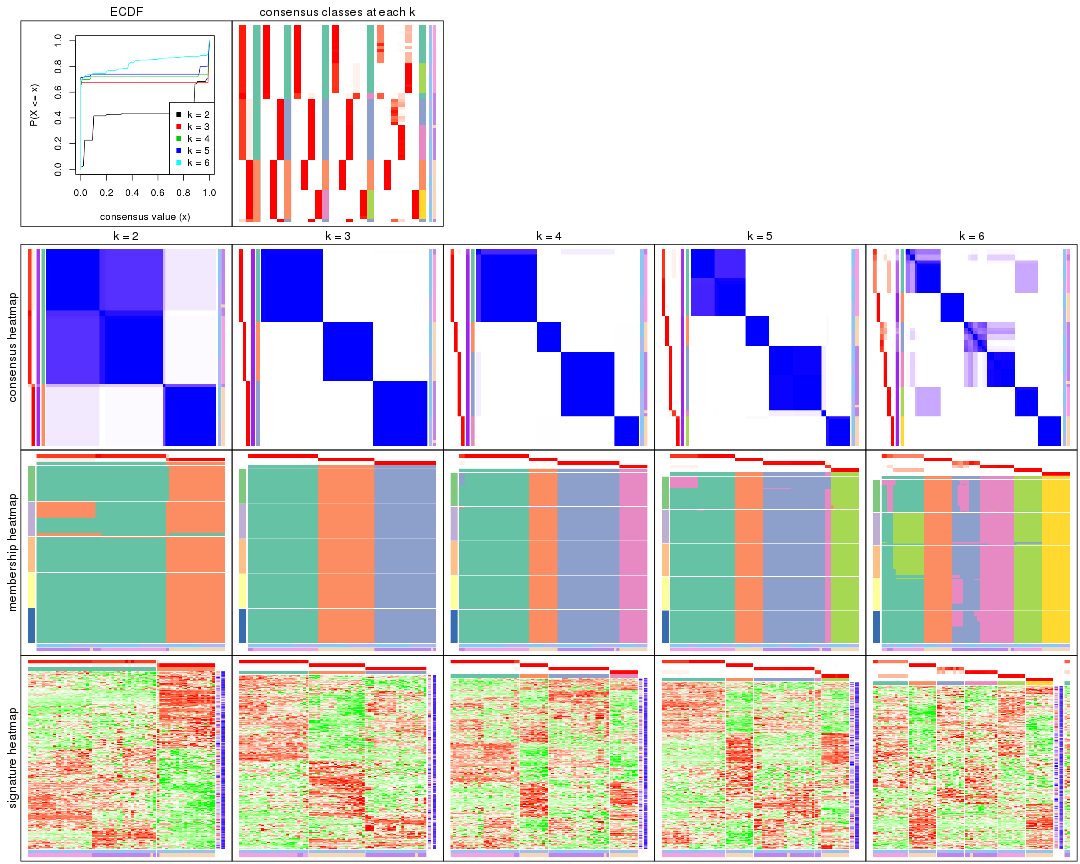 ECDF
consensus classes at each k
P(X <= x)
1.0
0.8
0.6
0.4
0.2
0.0
k = 2
k = 3
k = 4
k = 5
k = 6
0.0 0.2 0.4 0.6 0.8 1.0
consensus value (x)
k = 2
k = 3
k = 4
k = 5
k = 6
consensus heatmap
membership heatmap
signature heatmap